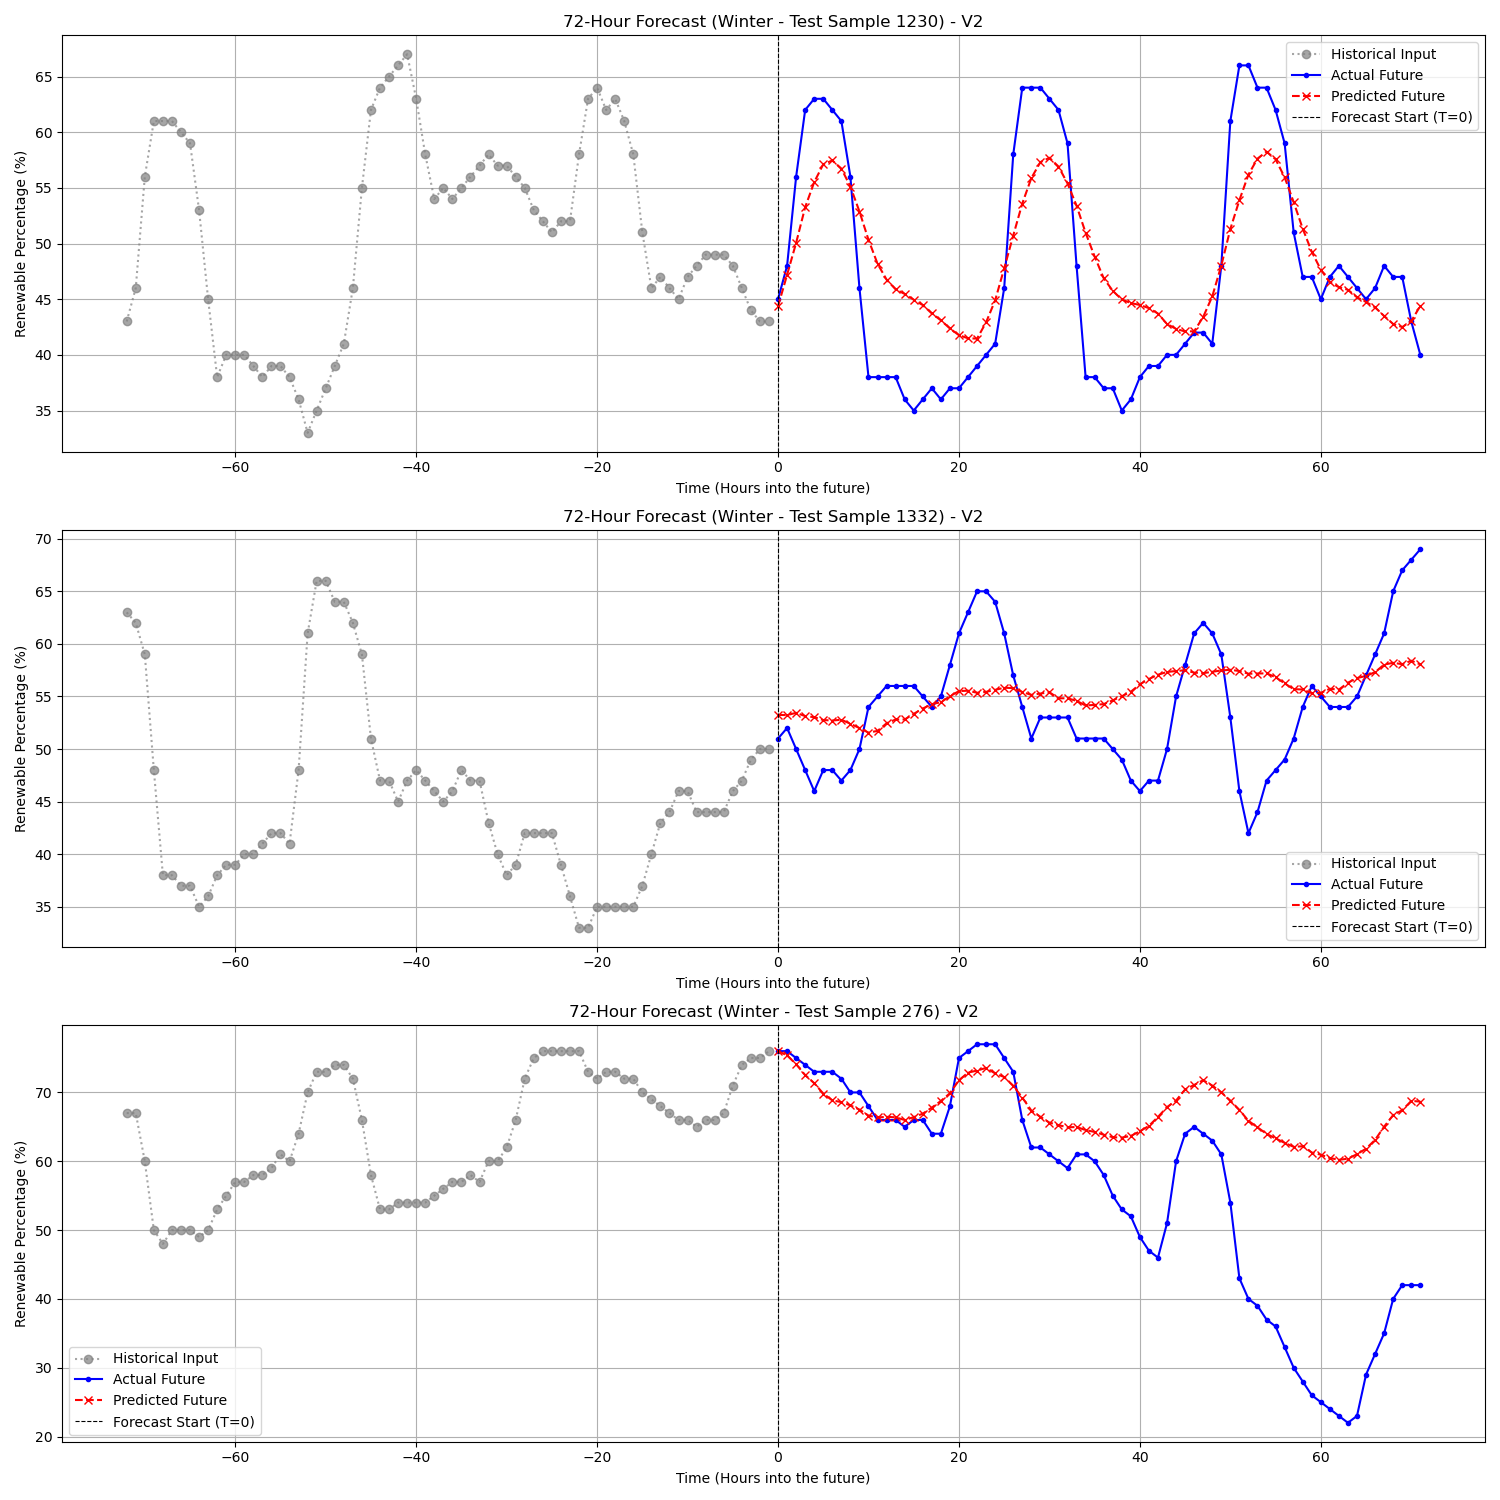 72-Hour Forecast (Winter - Test Sample 1230) - V2
Renewable Percentage (%)
65
60
55
50
45
40
35
Historical Input
Actual Future
Predicted Future
Forecast Start (T=0)
−60 −40 −20 0 20 40 60
Time (Hours into the future)
72-Hour Forecast (Winter - Test Sample 1332) - V2
Renewable Percentage (%)
70
65
60
55
50
45
40
35
Historical Input
Actual Future
Predicted Future
Forecast Start (T=0)
−60 −40 −20 0 20 40 60
Time (Hours into the future)
72-Hour Forecast (Winter - Test Sample 276) - V2
Renewable Percentage (%)
70
60
50
40
30
20
Historical Input
Actual Future
Predicted Future
Forecast Start (T=0)
−60 −40 −20 0 20 40 60
Time (Hours into the future)